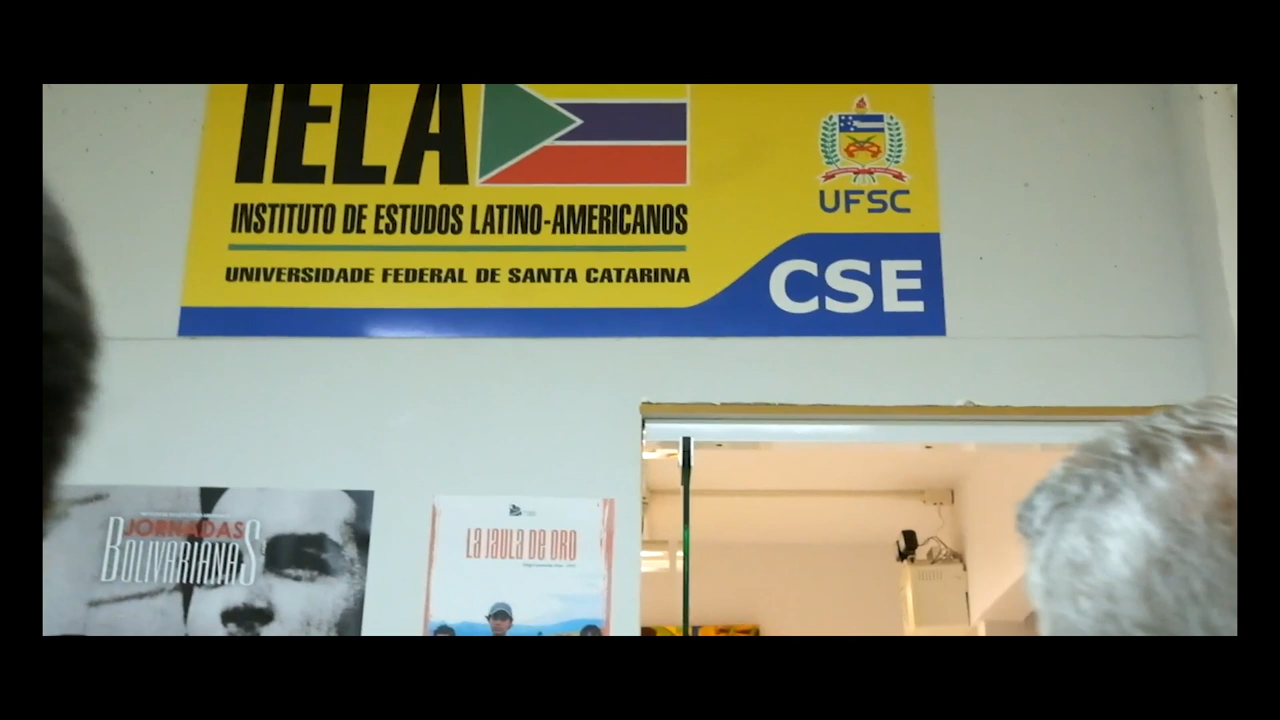 IELA
INSTITUTO DE ESTUDOS LATINO-AMERICANOS
UNIVERSIDADE FEDERAL DE SANTA CATARINA
UFSC
CSE
JORNADAS
BOLIVARIANAS
LA JAULA DE ORO